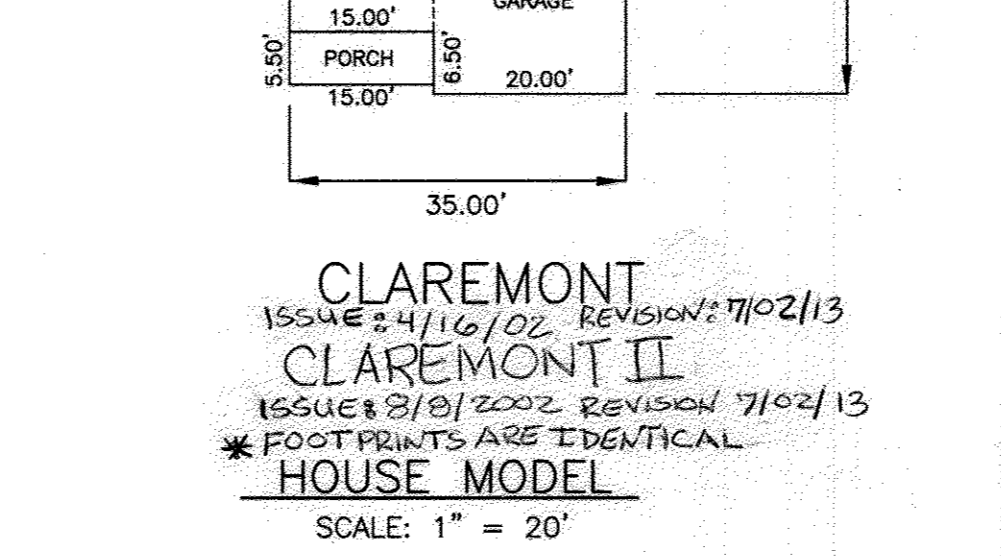 GARAGE
15.00'
5.50'
PORCH
6.50'
20.00'
15.00'
35.00'
CLAREMONT
ISSUE: 4/16/02 REVISION: 7/02/13
CLAREMONT II
ISSUE: 8/8/2002 REVISION 7/02/13
* FOOTPRINTS ARE IDENTICAL
HOUSE MODEL
SCALE: 1" = 20'